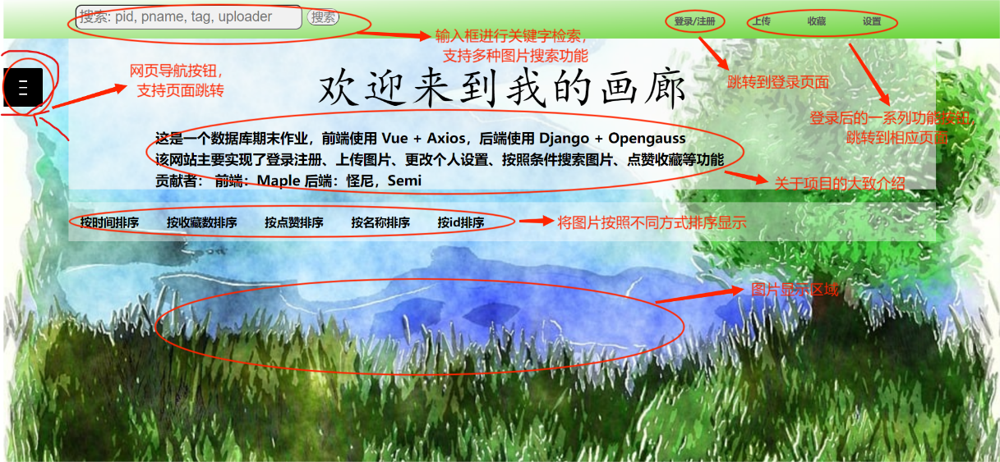 搜索: pid, pname, tag, uploader
搜索
登录/注册
上传
收藏
设置
输入框进行关键字检索，
支持多种图片搜索功能
网页导航按钮，
支持页面跳转
跳转到登录页面
欢迎来到我的画廊
登录后的一系列功能按钮，
跳转到相应页面
这是一个数据库期末作业，前端使用 Vue + Axios，后端使用 Django + Opengauss
该网站主要实现了登录注册、上传图片、更改个人设置、按照条件搜索图片、点赞收藏等功能
贡献者： 前端：Maple 后端：怪尼，Semi
关于项目的大致介绍
按时间排序
按收藏数排序
按点赞排序
按名称排序
按id排序
将图片按照不同方式排序显示
图片显示区域